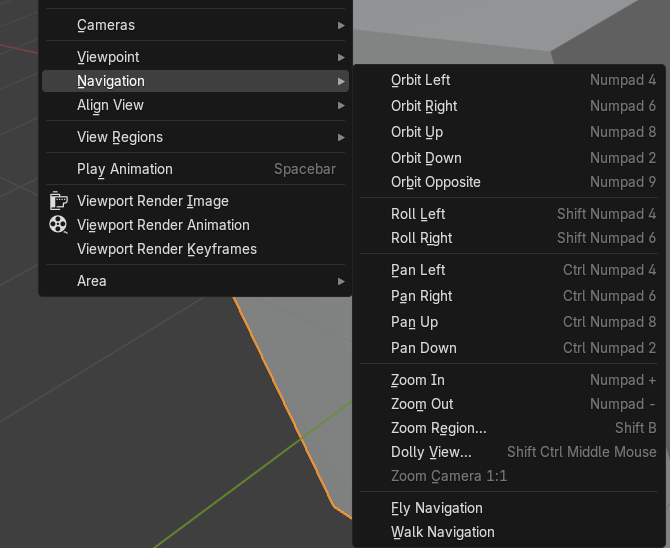 Cameras
Viewpoint
Navigation
Align View
View Regions
Play Animation Spacebar
Viewport Render Image
Viewport Render Animation
Viewport Render Keyframes
Area
Orbit Left Numpad 4
Orbit Right Numpad 6
Orbit Up Numpad 8
Orbit Down Numpad 2
Orbit Opposite Numpad 9
Roll Left Shift Numpad 4
Roll Right Shift Numpad 6
Pan Left Ctrl Numpad 4
Pan Right Ctrl Numpad 6
Pan Up Ctrl Numpad 8
Pan Down Ctrl Numpad 2
Zoom In Numpad +
Zoom Out Numpad -
Zoom Region... Shift B
Dolly View... Shift Ctrl Middle Mouse
Zoom Camera 1:1
Fly Navigation
Walk Navigation